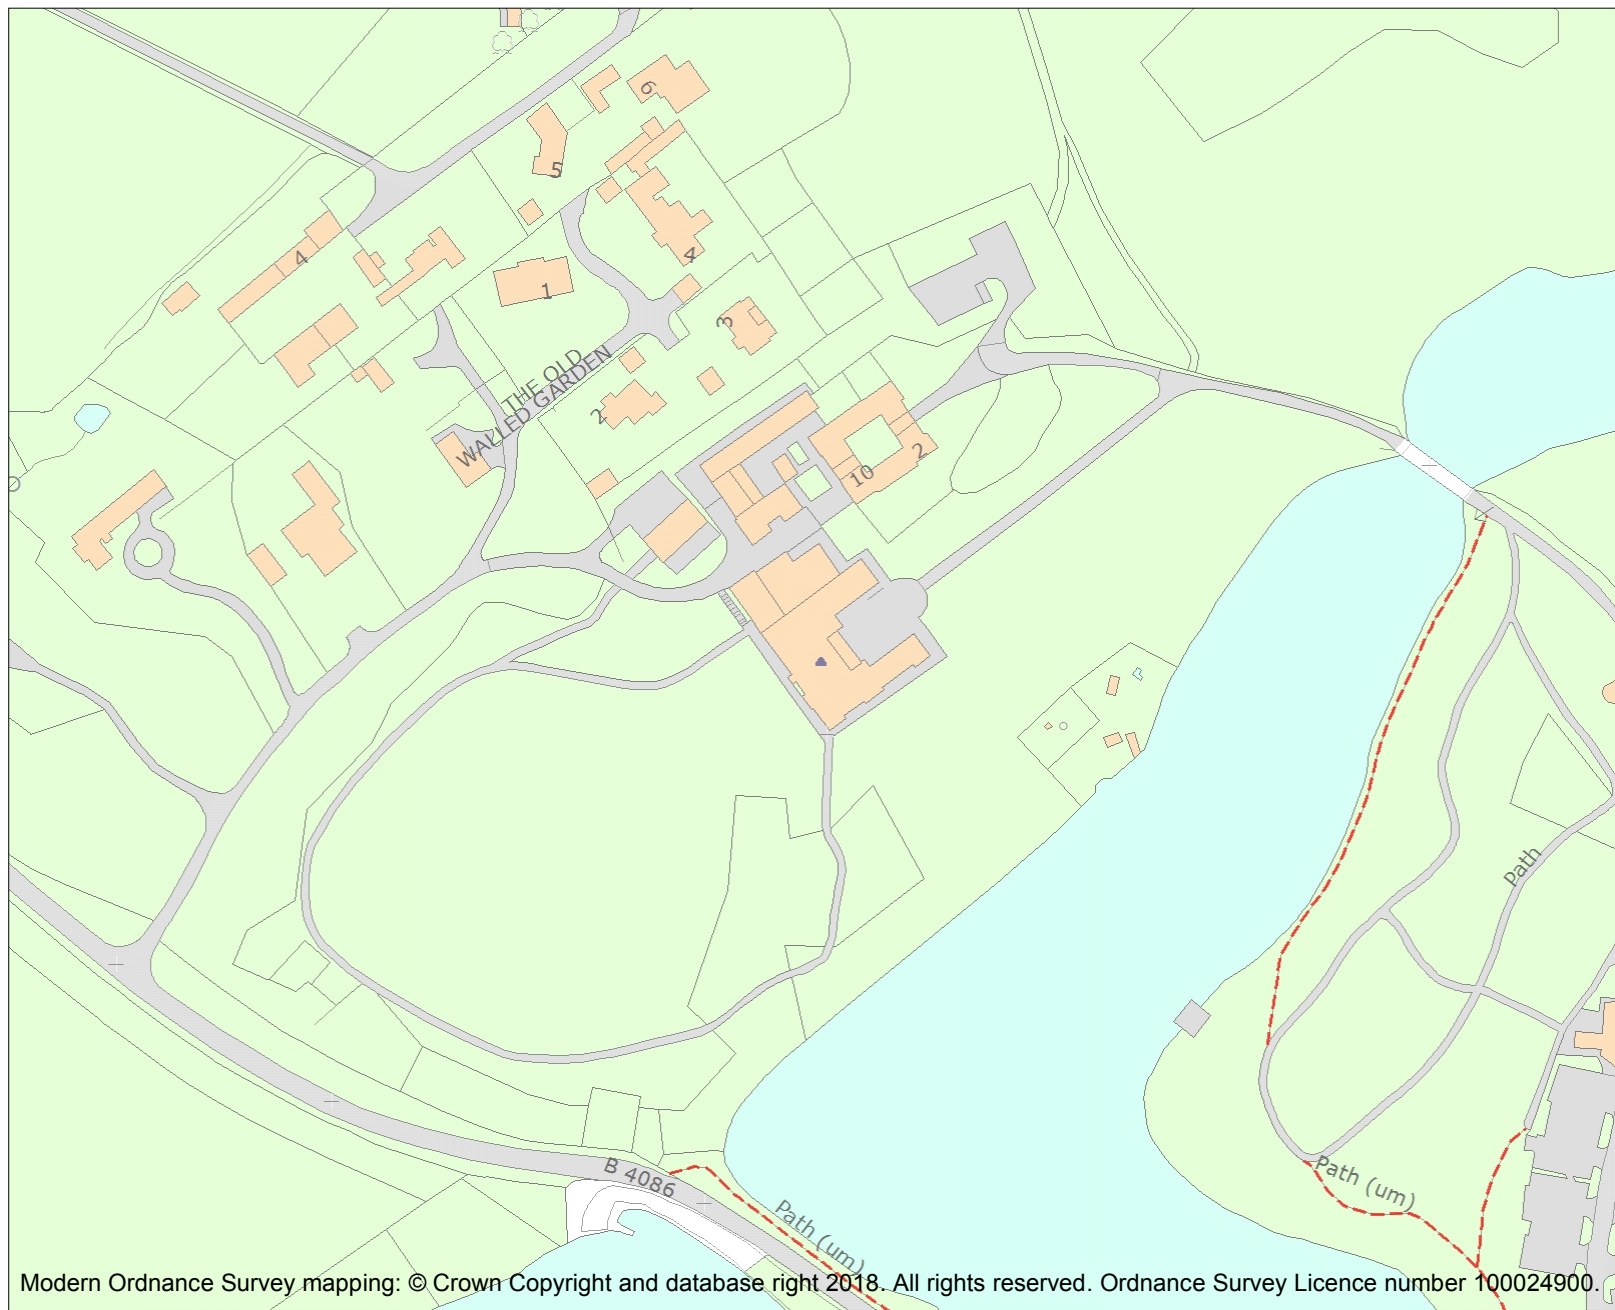 6
5
4
4
1
3
THE OLD
WALLED GARDEN
2
2
10
Path
B 4086
Path (um)
Path (um)
Modern Ordnance Survey mapping: © Crown Copyright and database right 2018. All rights reserved. Ordnance Survey Licence number 100024900.